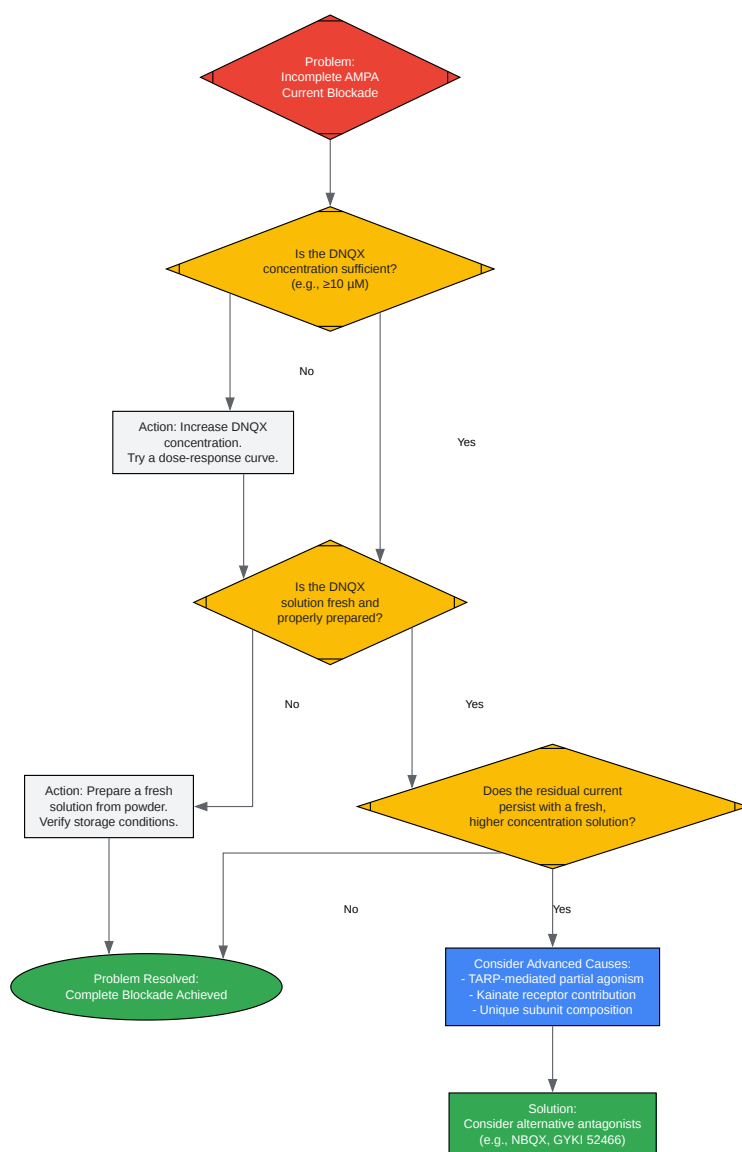 Problem:
Incomplete AMPA
Current Blockade
Is the DNQX
concentration sufficient?
(e.g., ≥10 µM)
No
Action: Increase DNQX
concentration.
Try a dose-response curve.
Yes
Is the DNQX
solution fresh and
properly prepared?
No
Yes
Action: Prepare a fresh
solution from powder.
Verify storage conditions.
Does the residual current
persist with a fresh,
higher concentration solution?
No
Yes
Problem Resolved:
Complete Blockade Achieved
Consider Advanced Causes:
- TARP-mediated partial agonism
- Kainate receptor contribution
- Unique subunit composition
Solution:
Consider alternative antagonists
(e.g., NBQX, GYKI 52466)